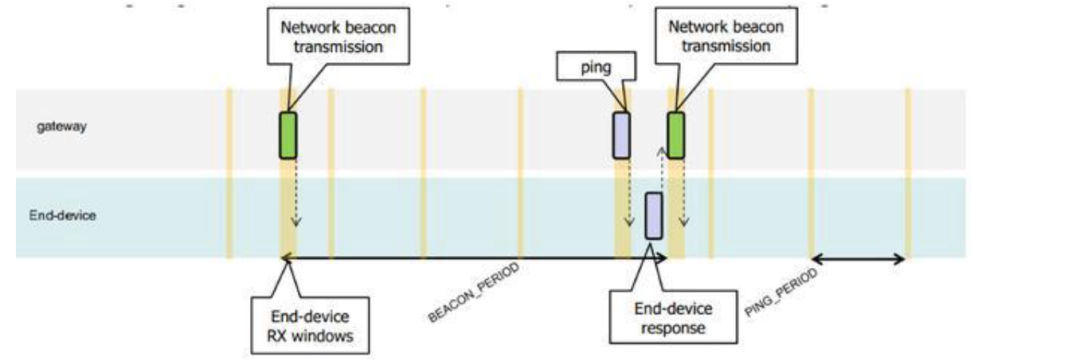 Network beacon
transmission
Network beacon
transmission
ping
gateway
End-device
BEACON_PERIOD
PING_PERIOD
End-device
RX windows
End-device
response